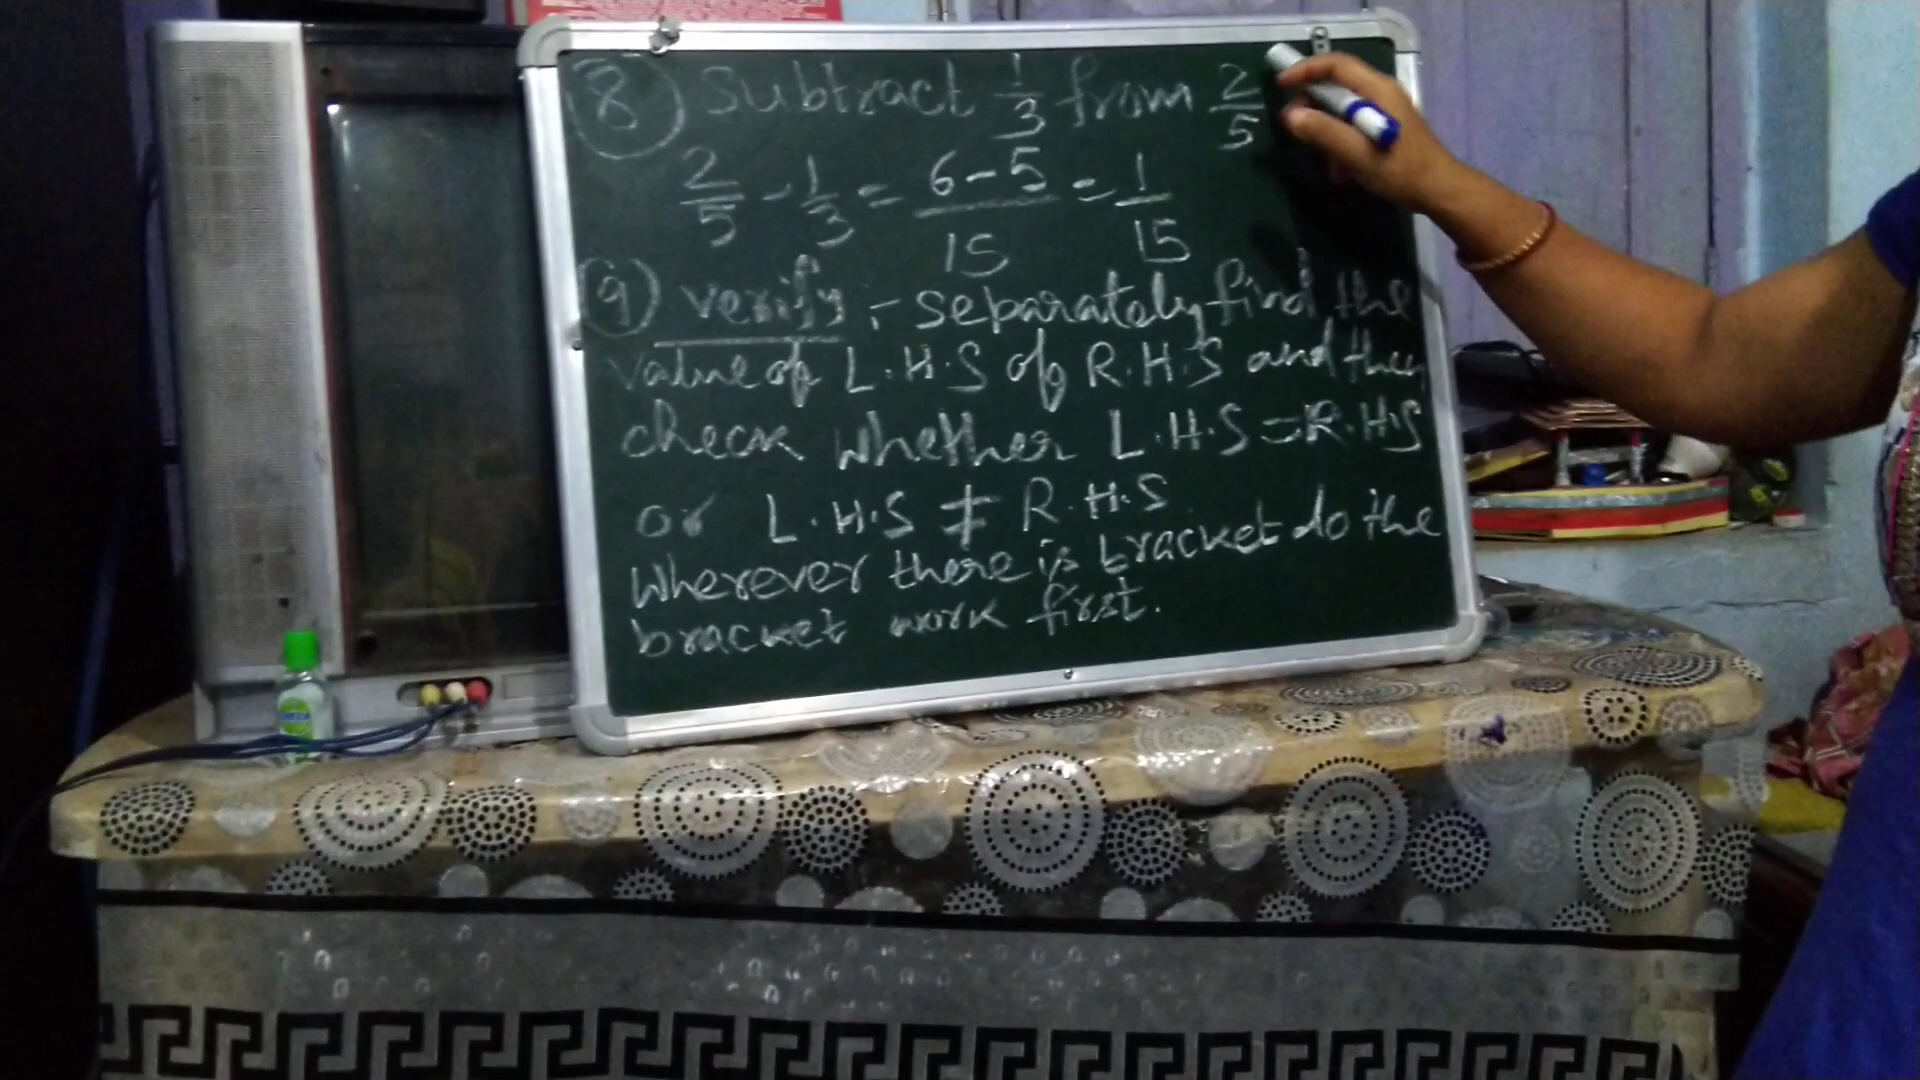 8) Subtract 1/3 from 2/5
2/5 - 1/3 = 6-5/15 = 1/15
9) verify :- separately find the
value of L.H.S of R.H.S and then
check whether L.H.S = R.H.S
or L.H.S ≠ R.H.S
wherever there is bracket do the
bracket work first.